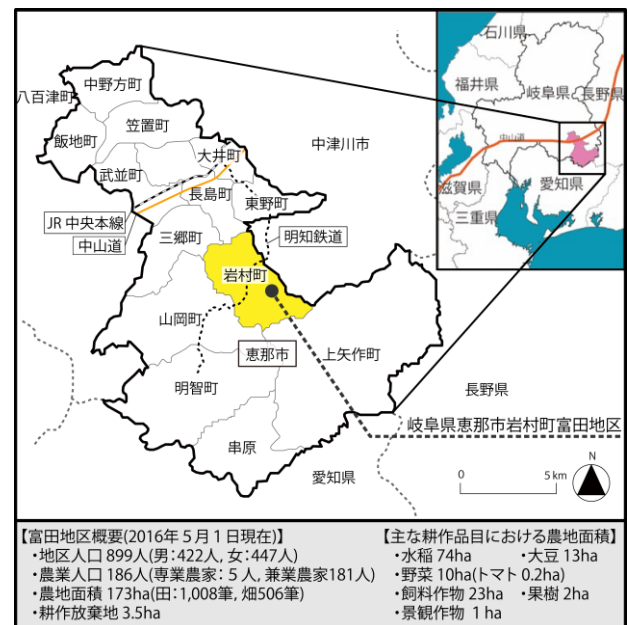 石川県
福井県
岐阜県
長野県
中山道
滋賀県
愛知県
三重県
中野方町
八百津町
笠置町
飯地町
大井町
中津川市
武並町
長島町
東野町
JR 中央本線
中山道
三郷町
明知鉄道
岩村町
山岡町
恵那市
上矢作町
明智町
長野県
岐阜県恵那市岩村町富田地区
串原
愛知県
0 5 km
N
【富田地区概要(2016年5月1日現在)】
・地区人口 899人(男:422人, 女:447人)
・農業人口 186人(専業農家: 5人, 兼業農家181人)
・農地面積 173ha(田:1,008筆, 畑506筆)
・耕作放棄地 3.5ha
【主な耕作品目における農地面積】
・水稲 74ha ・大豆 13ha
・野菜 10ha(トマト 0.2ha)
・飼料作物 23ha ・果樹 2ha
・景観作物 1 ha